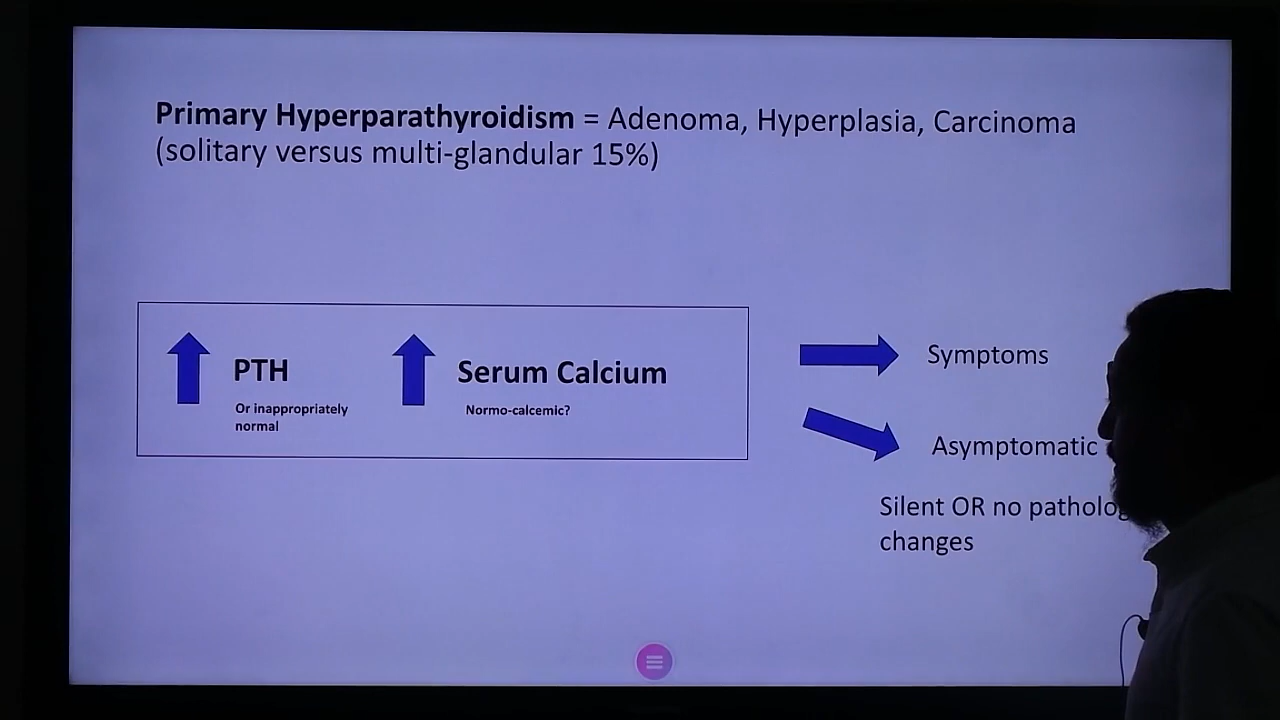 Primary Hyperparathyroidism = Adenoma, Hyperplasia, Carcinoma
(solitary versus multi-glandular 15%)
PTH
Or inappropriately
normal
Serum Calcium
Normo-calcemic?
Symptoms
Asymptomatic
Silent OR no
changes